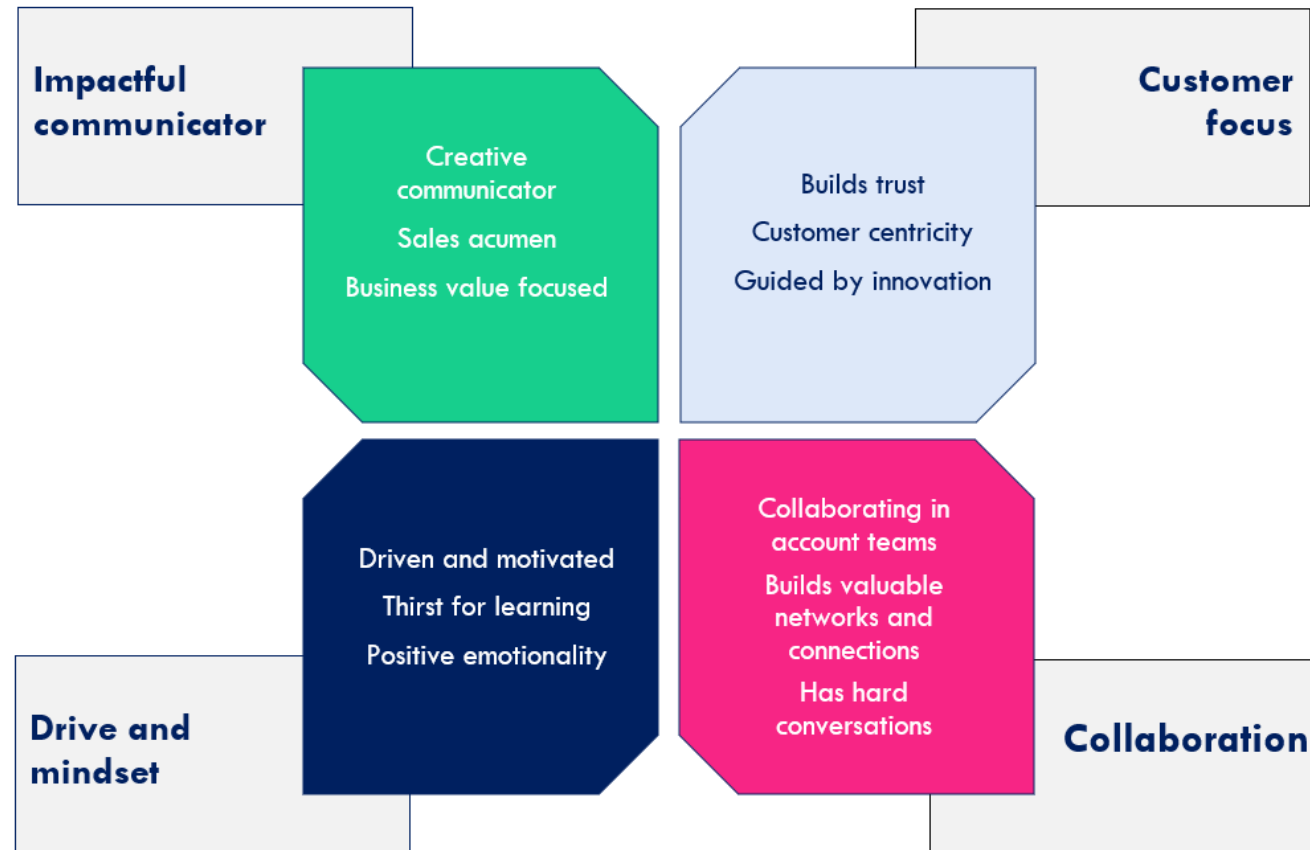 Impactful
communicator
Creative
communicator
Sales acumen
Business value focused
Customer
focus
Builds trust
Customer centricity
Guided by innovation
Drive and
mindset
Driven and motivated
Thirst for learning
Positive emotionality
Collaboration
Collaborating in
account teams
Builds valuable
networks and
connections
Has hard
conversations